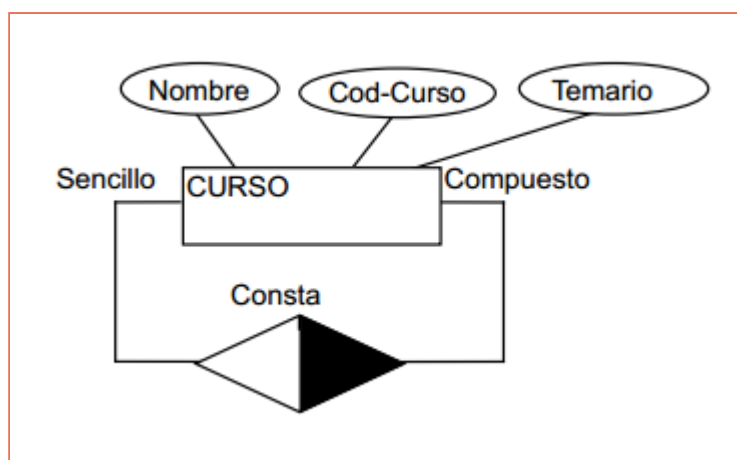 Nombre
Cod-Curso
Temario
Sencillo
CURSO
Compuesto
Consta